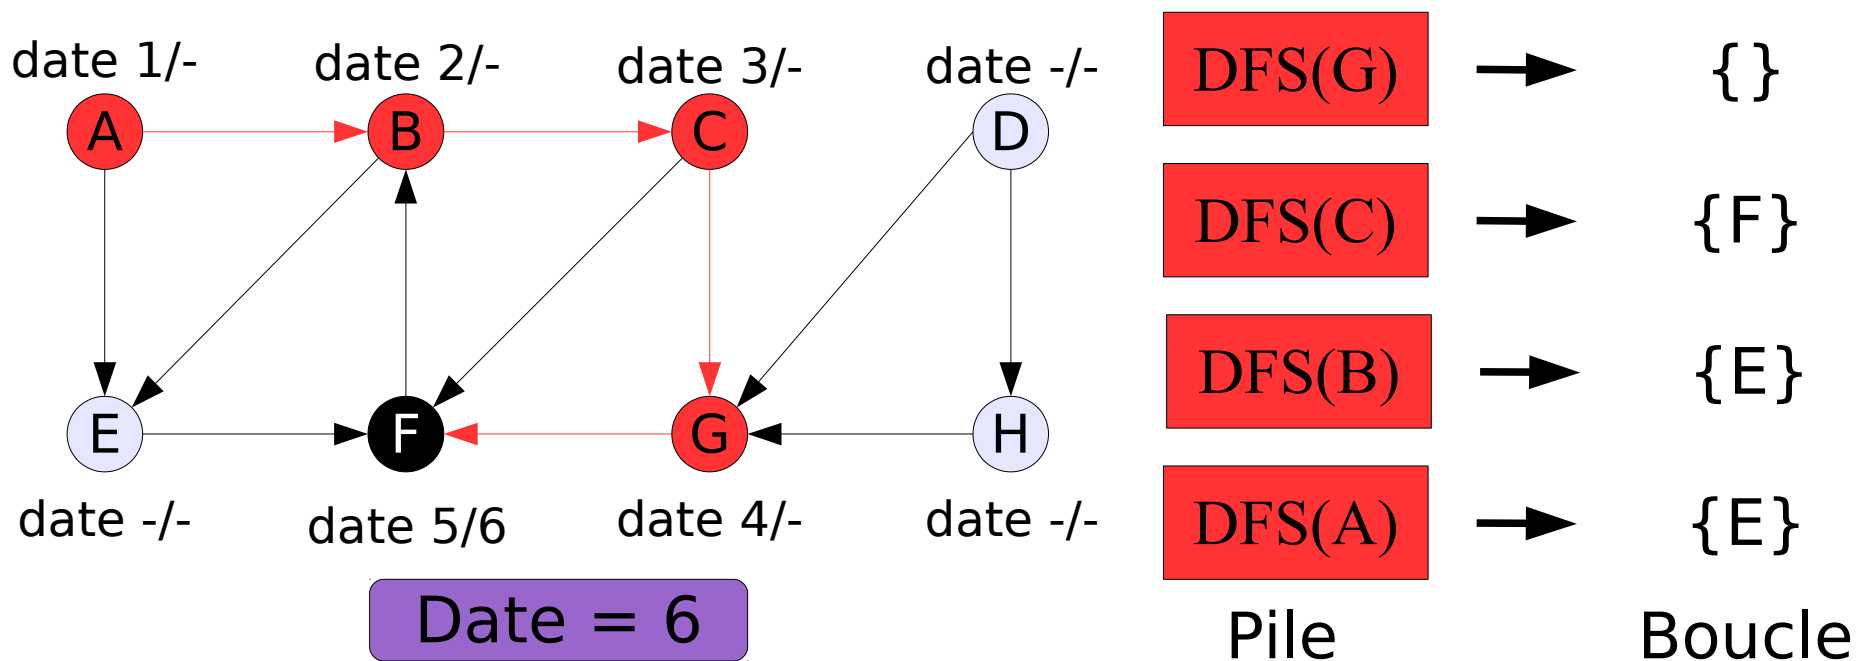 date 1/-
date 2/-
date 3/-
date -/-
A
B
C
D
E
F
G
H
date -/-
date 5/6
date 4/-
date -/-
Date = 6
DFS(G)
{}
DFS(C)
{F}
DFS(B)
{E}
DFS(A)
{E}
Pile
Boucle